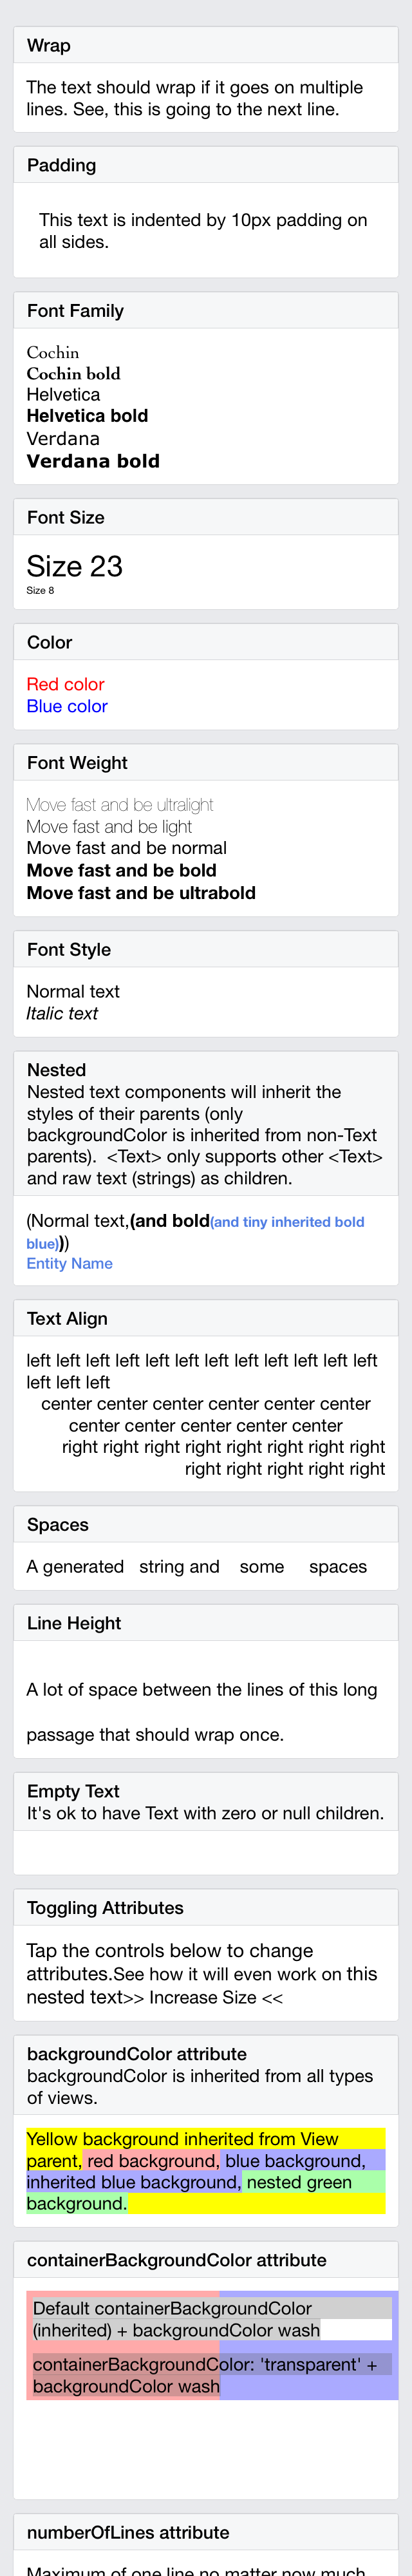 Wrap
The text should wrap if it goes on multiple
lines. See, this is going to the next line.
Padding
This text is indented by 10px padding on
all sides.
Font Family
Cochin
Cochin bold
Helvetica
Helvetica bold
Verdana
Verdana bold
Font Size
Size 23
Size 8
Color
Red color
Blue color
Font Weight
Move fast and be ultralight
Move fast and be light
Move fast and be normal
Move fast and be bold
Move fast and be ultrabold
Font Style
Normal text
Italic text
Nested
Nested text components will inherit the
styles of their parents (only
backgroundColor is inherited from non-Text
parents).  <Text> only supports other <Text>
and raw text (strings) as children.
(Normal text,(and bold(and tiny inherited bold
blue)))
Entity Name
Text Align
left left left left left left left left left left left left
left left left
center center center center center center
center center center center center
right right right right right right right right
right right right right right
Spaces
A generated   string and    some     spaces
Line Height
A lot of space between the lines of this long
passage that should wrap once.
Empty Text
It's ok to have Text with zero or null children.
Toggling Attributes
Tap the controls below to change
attributes.See how it will even work on this
nested text>> Increase Size <<
backgroundColor attribute
backgroundColor is inherited from all types
of views.
Yellow background inherited from View
parent, red background, blue background,
inherited blue background, nested green
background.
containerBackgroundColor attribute
Default containerBackgroundColor
(inherited) + backgroundColor wash
containerBackgroundColor: 'transparent' +
backgroundColor wash
numberOfLines attribute
Maximum of one line no matter now much